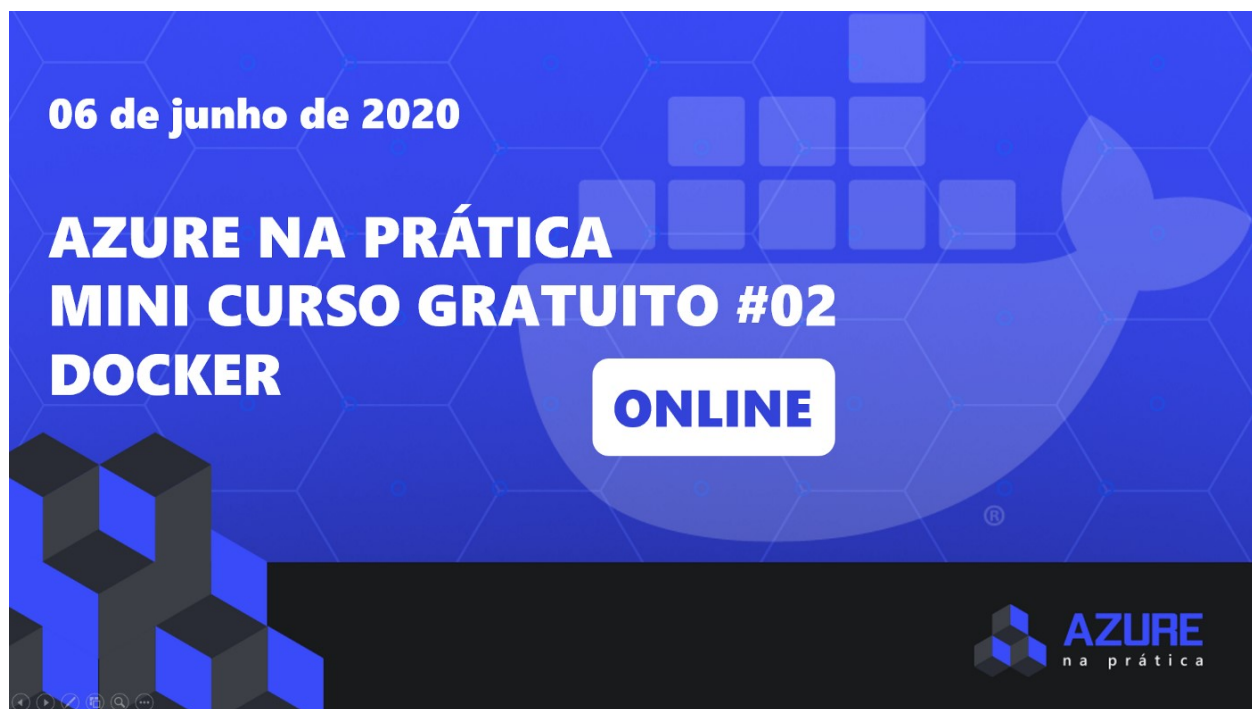 06 de junho de 2020
AZURE NA PRÁTICA
MINI CURSO GRATUITO #02
DOCKER
ONLINE
®
AZURE
na prática